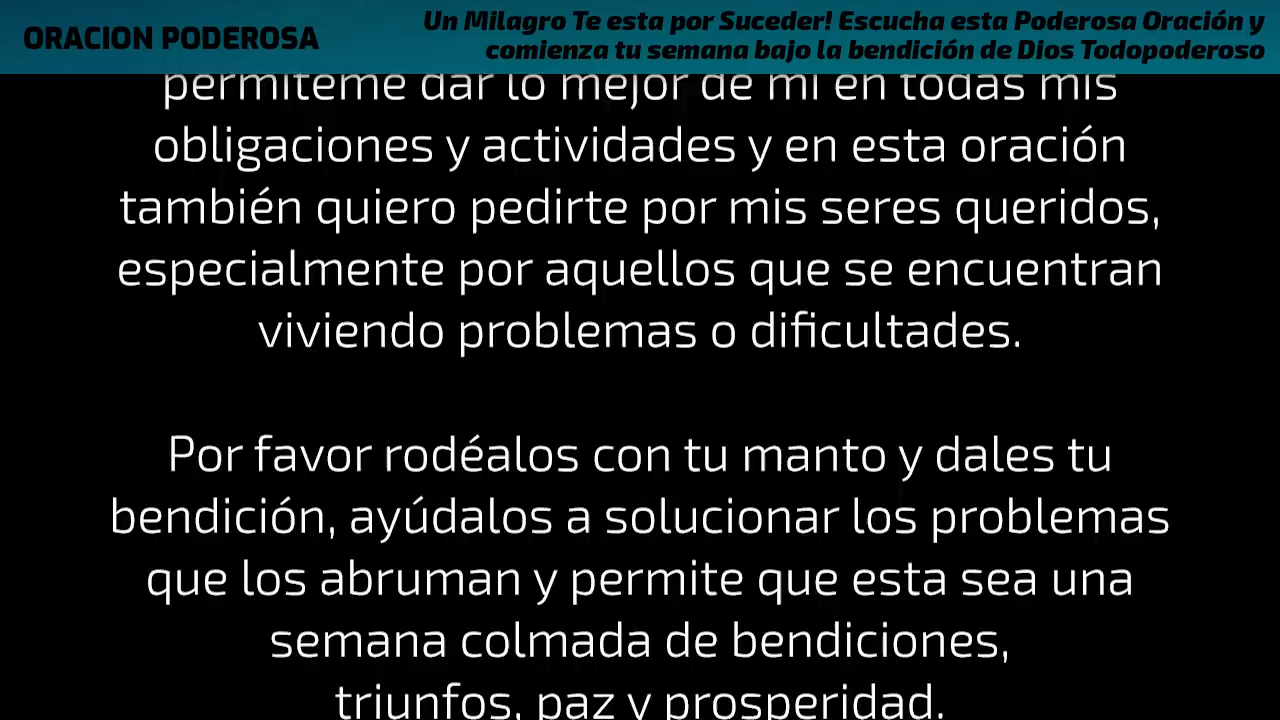 ORACION PODEROSA
Un Milagro Te esta por Suceder! Escucha esta Poderosa Oración y
comienza tu semana bajo la bendición de Dios Todopoderoso
permíteme dar lo mejor de mí en todas mis
obligaciones y actividades y en esta oración
también quiero pedirte por mis seres queridos,
especialmente por aquellos que se encuentran
viviendo problemas o dificultades.
Por favor rodéalos con tu manto y dales tu
bendición, ayúdalos a solucionar los problemas
que los abruman y permite que esta sea una
semana colmada de bendiciones,
triunfos, paz y prosperidad.